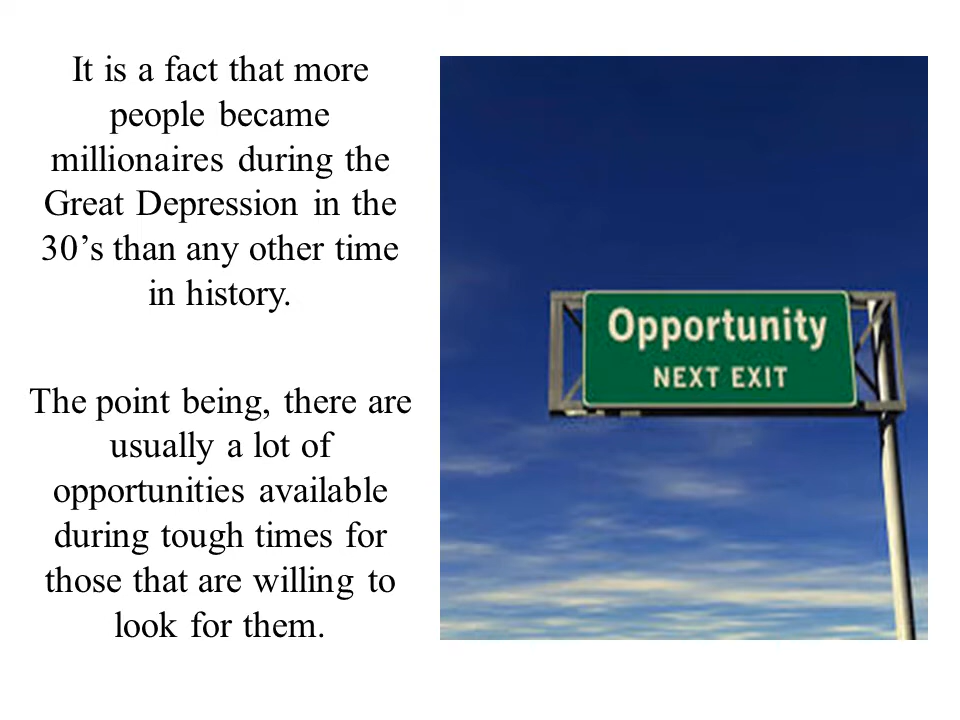 It is a fact that more
people became
millionaires during the
Great Depression in the
30’s than any other time
in history.
The point being, there are
usually a lot of
opportunities available
during tough times for
those that are willing to
look for them.
Opportunity
NEXT EXIT